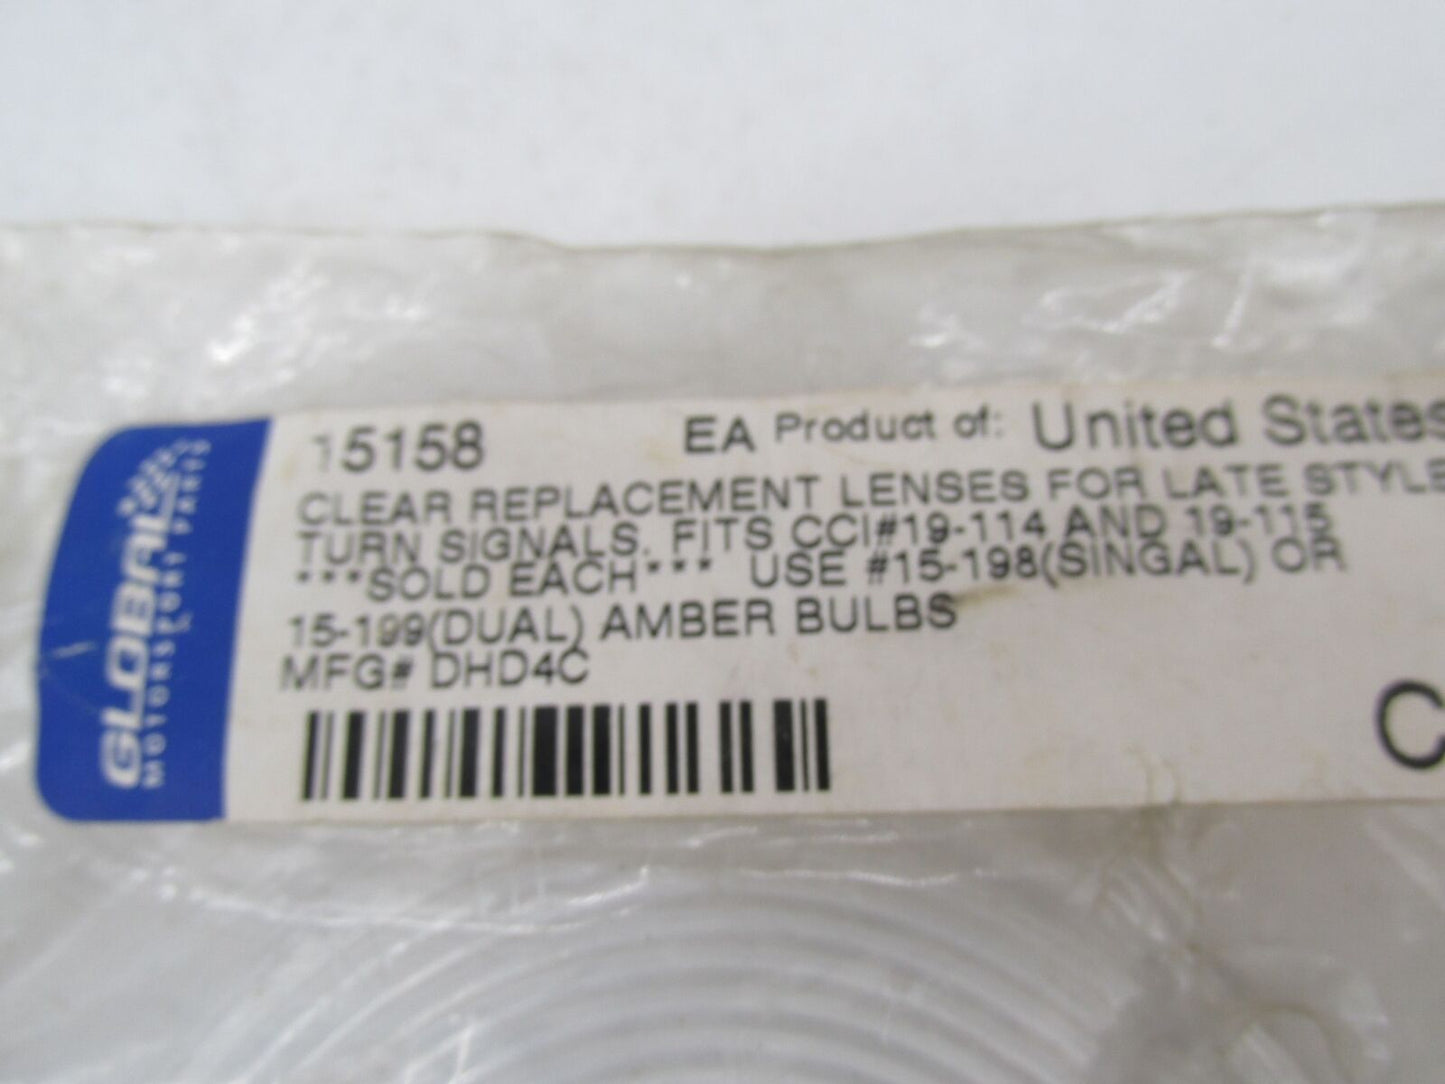 15158 EA Product of: United States
CLEAR REPLACEMENT LENSES FOR LATE STYLE
TURN SIGNALS. FITS CCI#19-114 AND 19-115
***SOLD EACH*** USE #15-198(SINGAL) OR
15-199(DUAL) AMBER BULBS
MFG# DHD4C
C
GLOBAL
MOTORSPORT PARTS